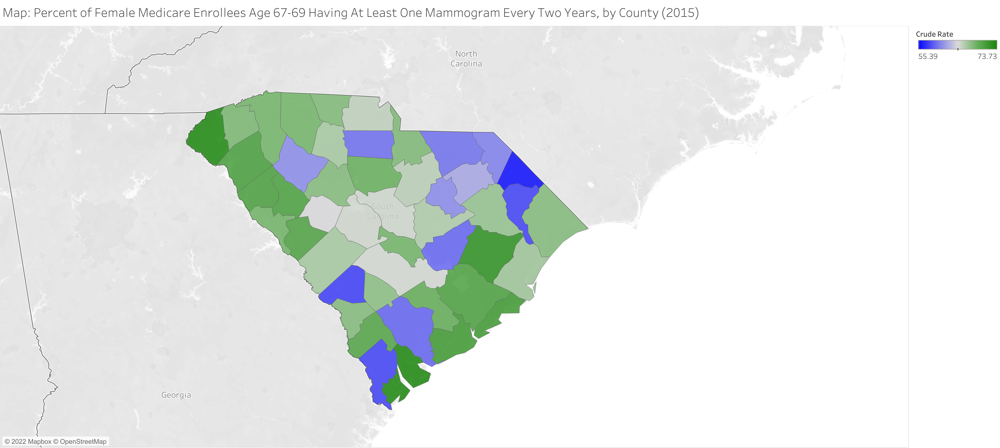 Map: Percent of Female Medicare Enrollees Age 67-69 Having At Least One Mammogram Every Two Years, by County (2015)
Crude Rate
55.39 73.73
North
Carolina
South
Carolina
Georgia
© 2022 Mapbox © OpenStreetMap